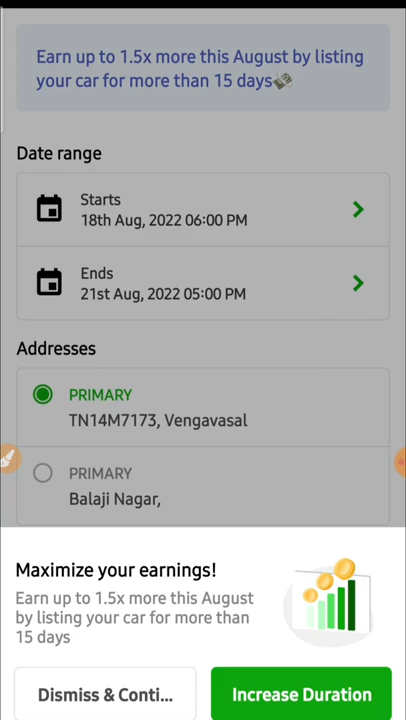 Earn up to 1.5x more this August by listing
your car for more than 15 days💸
Date range
Starts
18th Aug, 2022 06:00 PM
Ends
21st Aug, 2022 05:00 PM
Addresses
PRIMARY
TN14M7173, Vengavasal
PRIMARY
Balaji Nagar,
Maximize your earnings!
Earn up to 1.5x more this August
by listing your car for more than
15 days
Dismiss & Conti...
Increase Duration